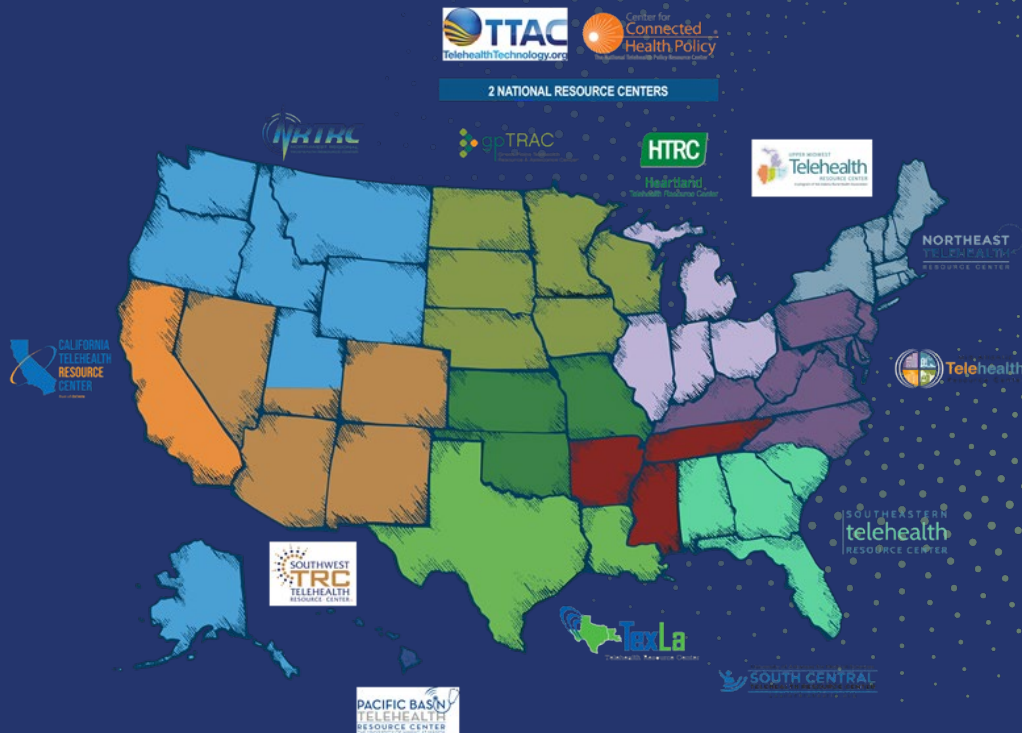 TTAC
TelehealthTechnology.org
Center for
Connected
Health Policy
The National Telehealth Policy Resource Center
2 NATIONAL RESOURCE CENTERS
NRTRC
gpTRAC
HTRC
Heartland
Telehealth Resource Center
UPPER MIDWEST
Telehealth
RESOURCE CENTER
NORTHEAST
TELEHEALTH
RESOURCE CENTER
CALIFORNIA
TELEHEALTH
RESOURCE
CENTER
Telehealth
SOUTHEASTERN
telehealth
RESOURCE CENTER
SOUTHWEST
TRC
TELEHEALTH
RESOURCE CENTER
TexLa
Telehealth Resource Center
SOUTH CENTRAL
PACIFIC BASIN
TELEHEALTH
RESOURCE CENTER